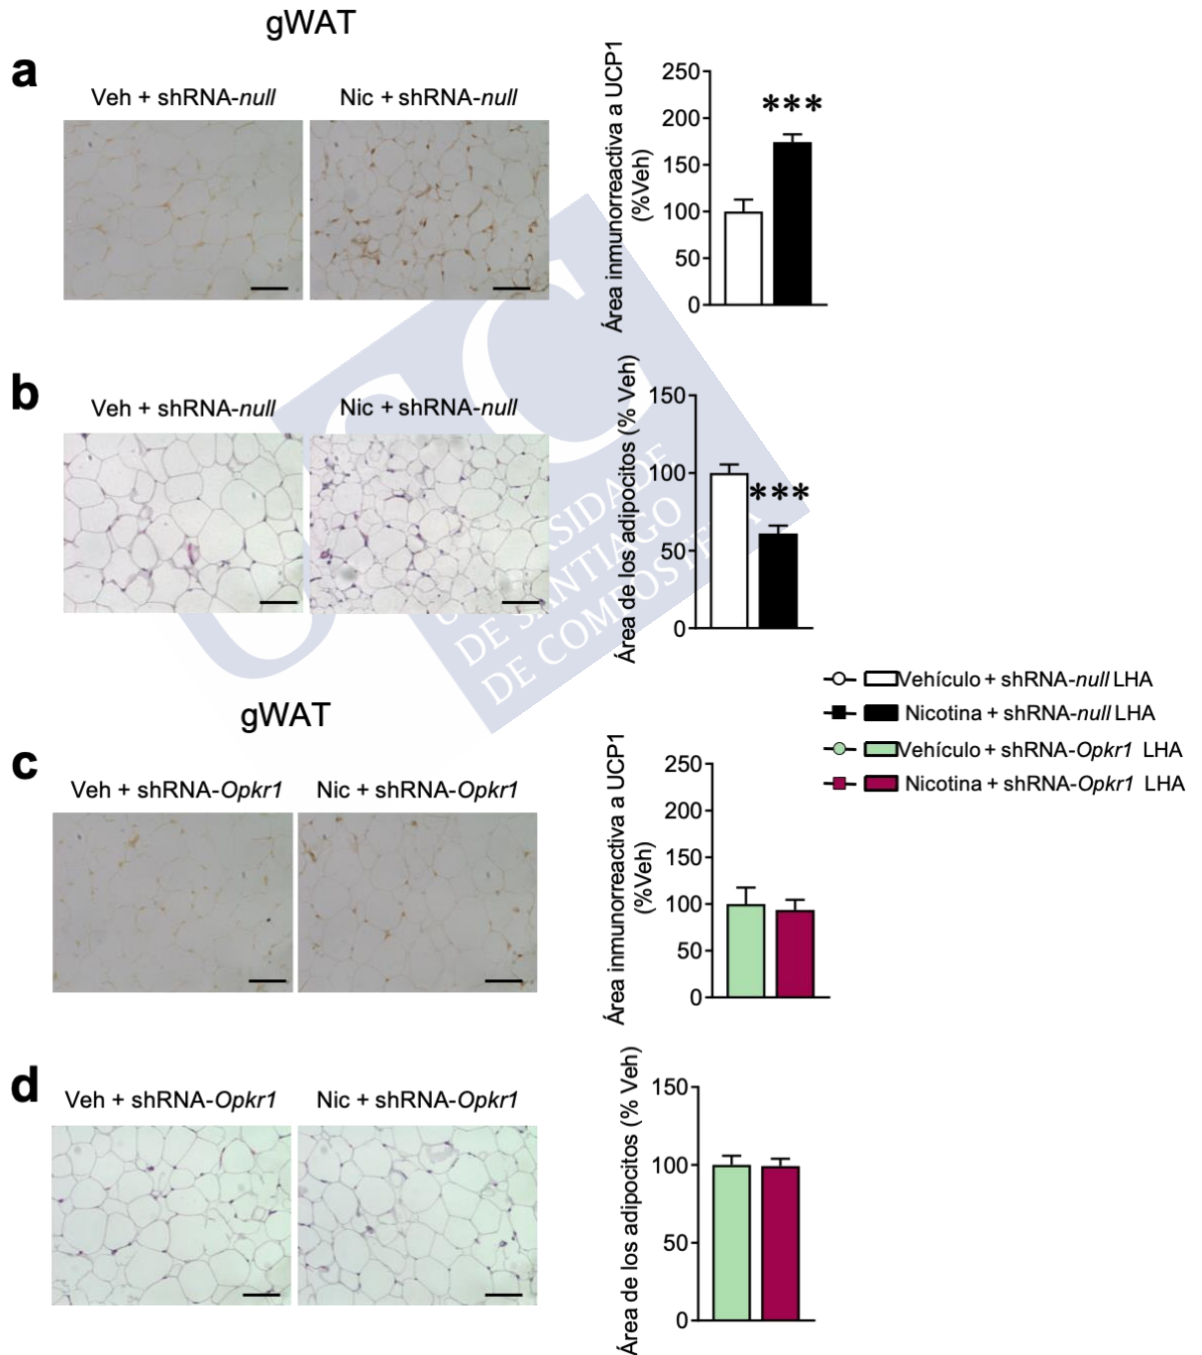 gWAT
a
Veh + shRNA-null
Nic + shRNA-null
Área inmunorreactiva a UCP1
(%Veh)
250
200
150
100
50
0
***
b
Veh + shRNA-null
Nic + shRNA-null
Área de los adipocitos (% Veh)
150
100
50
0
***
DE SANTIAGO
DE COMPOSTELA
Vehículo + shRNA-null LHA
Nicotina + shRNA-null LHA
Vehículo + shRNA-Opkr1 LHA
Nicotina + shRNA-Opkr1 LHA
gWAT
c
Veh + shRNA-Opkr1
Nic + shRNA-Opkr1
Área inmunorreactiva a UCP1
(%Veh)
250
200
150
100
50
0
d
Veh + shRNA-Opkr1
Nic + shRNA-Opkr1
Área de los adipocitos (% Veh)
150
100
50
0